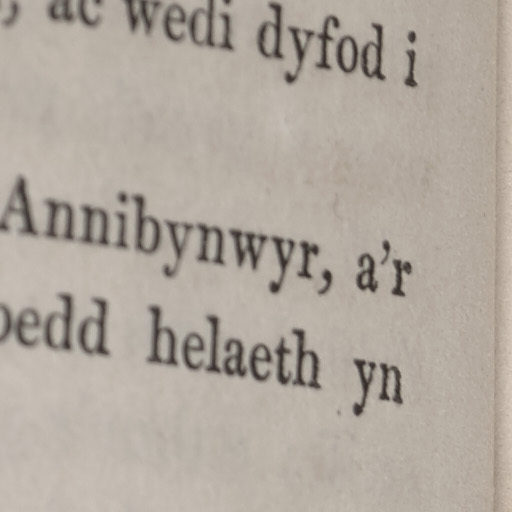 , ac wedi dyfod i
Annibynwyr, a'r
helaeth yn